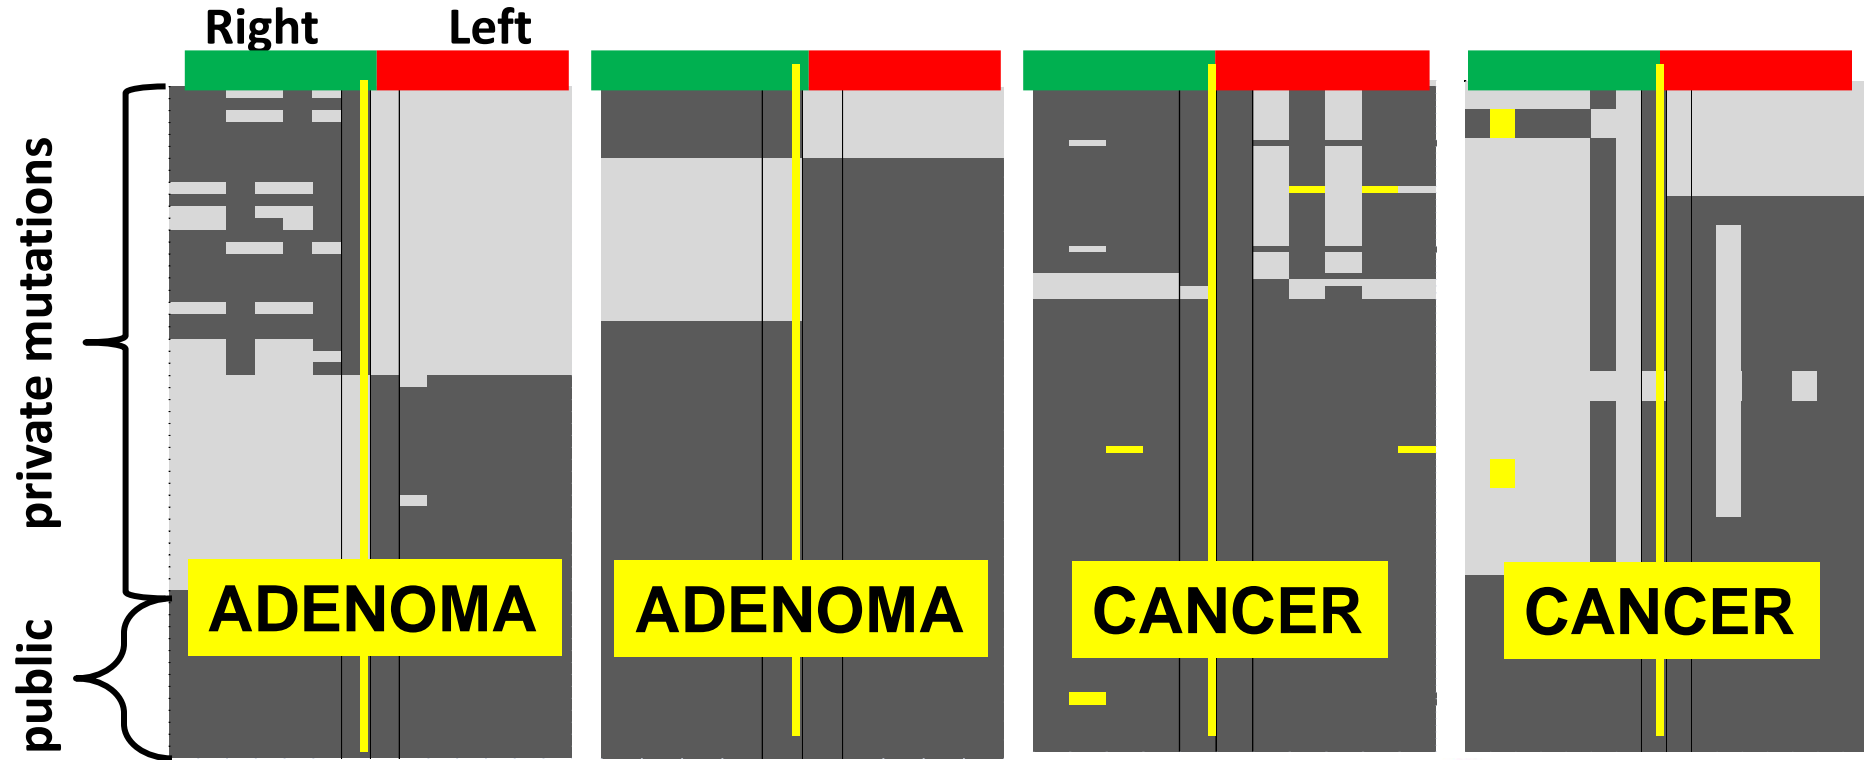 Right
Left
private mutations
public
ADENOMA
ADENOMA
CANCER
CANCER